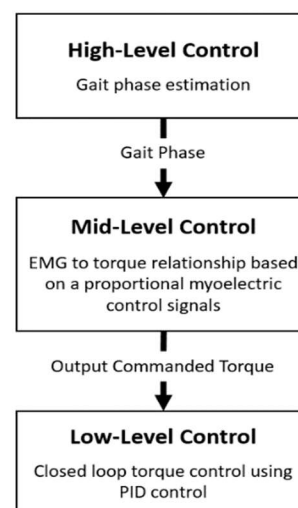 High-Level Control
Gait phase estimation
Gait Phase
Mid-Level Control
EMG to torque relationship based
on a proportional myoelectric
control signals
Output Commanded Torque
Low-Level Control
Closed loop torque control using
PID control